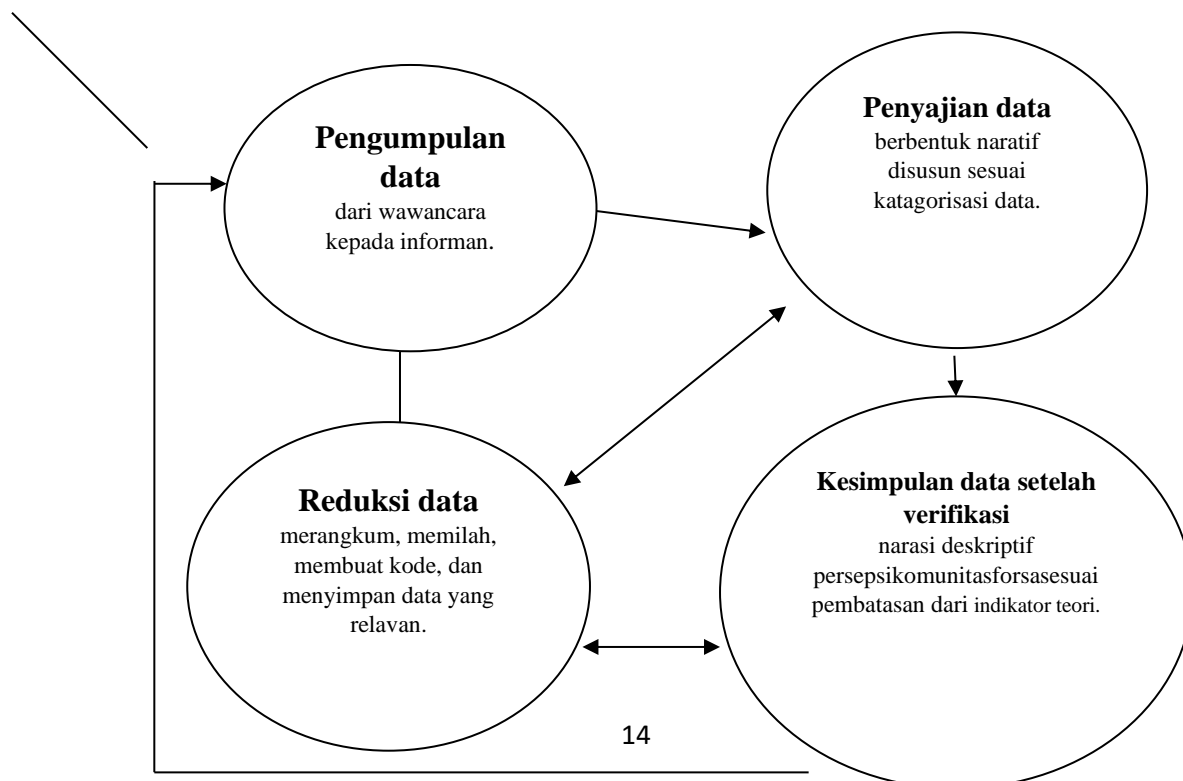 Pengumpulan
data
dari wawancara
kepada informan.
Penyajian data
berbentuk naratif
disusun sesuai
katagorisasi data.
Reduksi data
merangkum, memilah,
membuat kode, dan
menyimpan data yang
relavan.
Kesimpulan data setelah
verifikasi
narasi deskriptif
persepsikomunitasforsasesuai
pembatasan dari indikator teori.
14